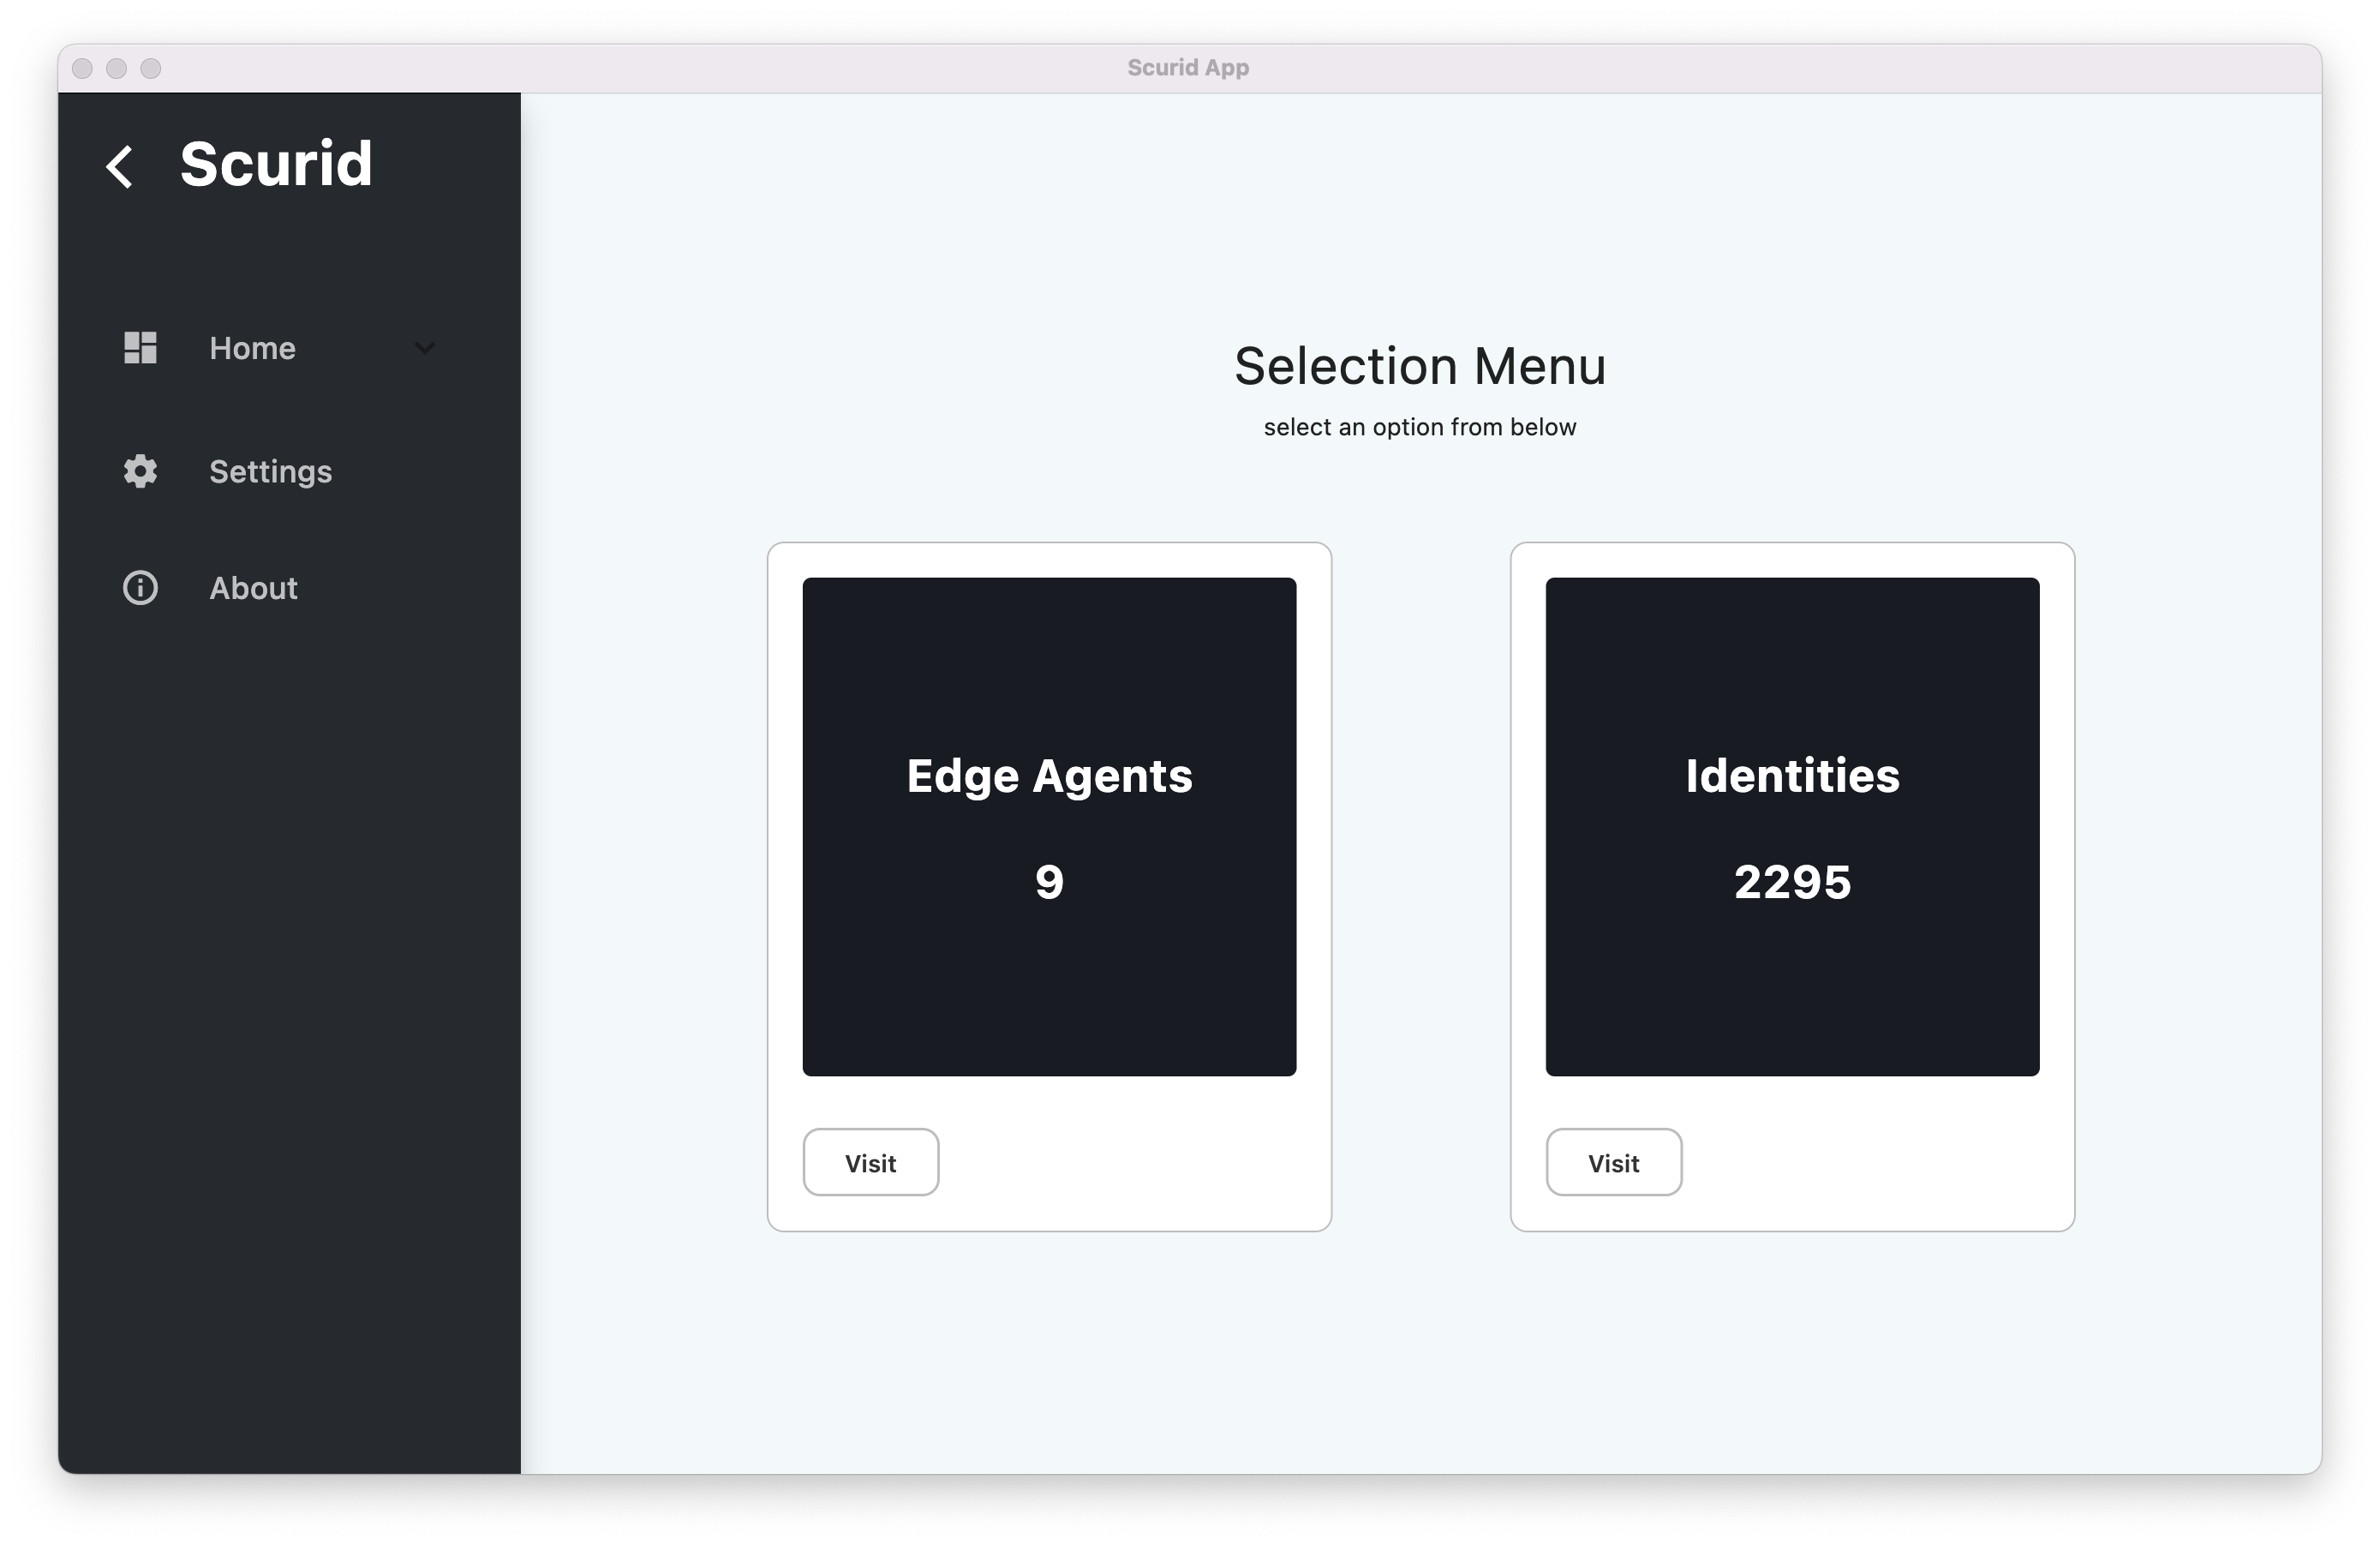 Scurid App
Scurid
Home
Settings
About
Selection Menu
select an option from below
Edge Agents
9
Visit
Identities
2295
Visit